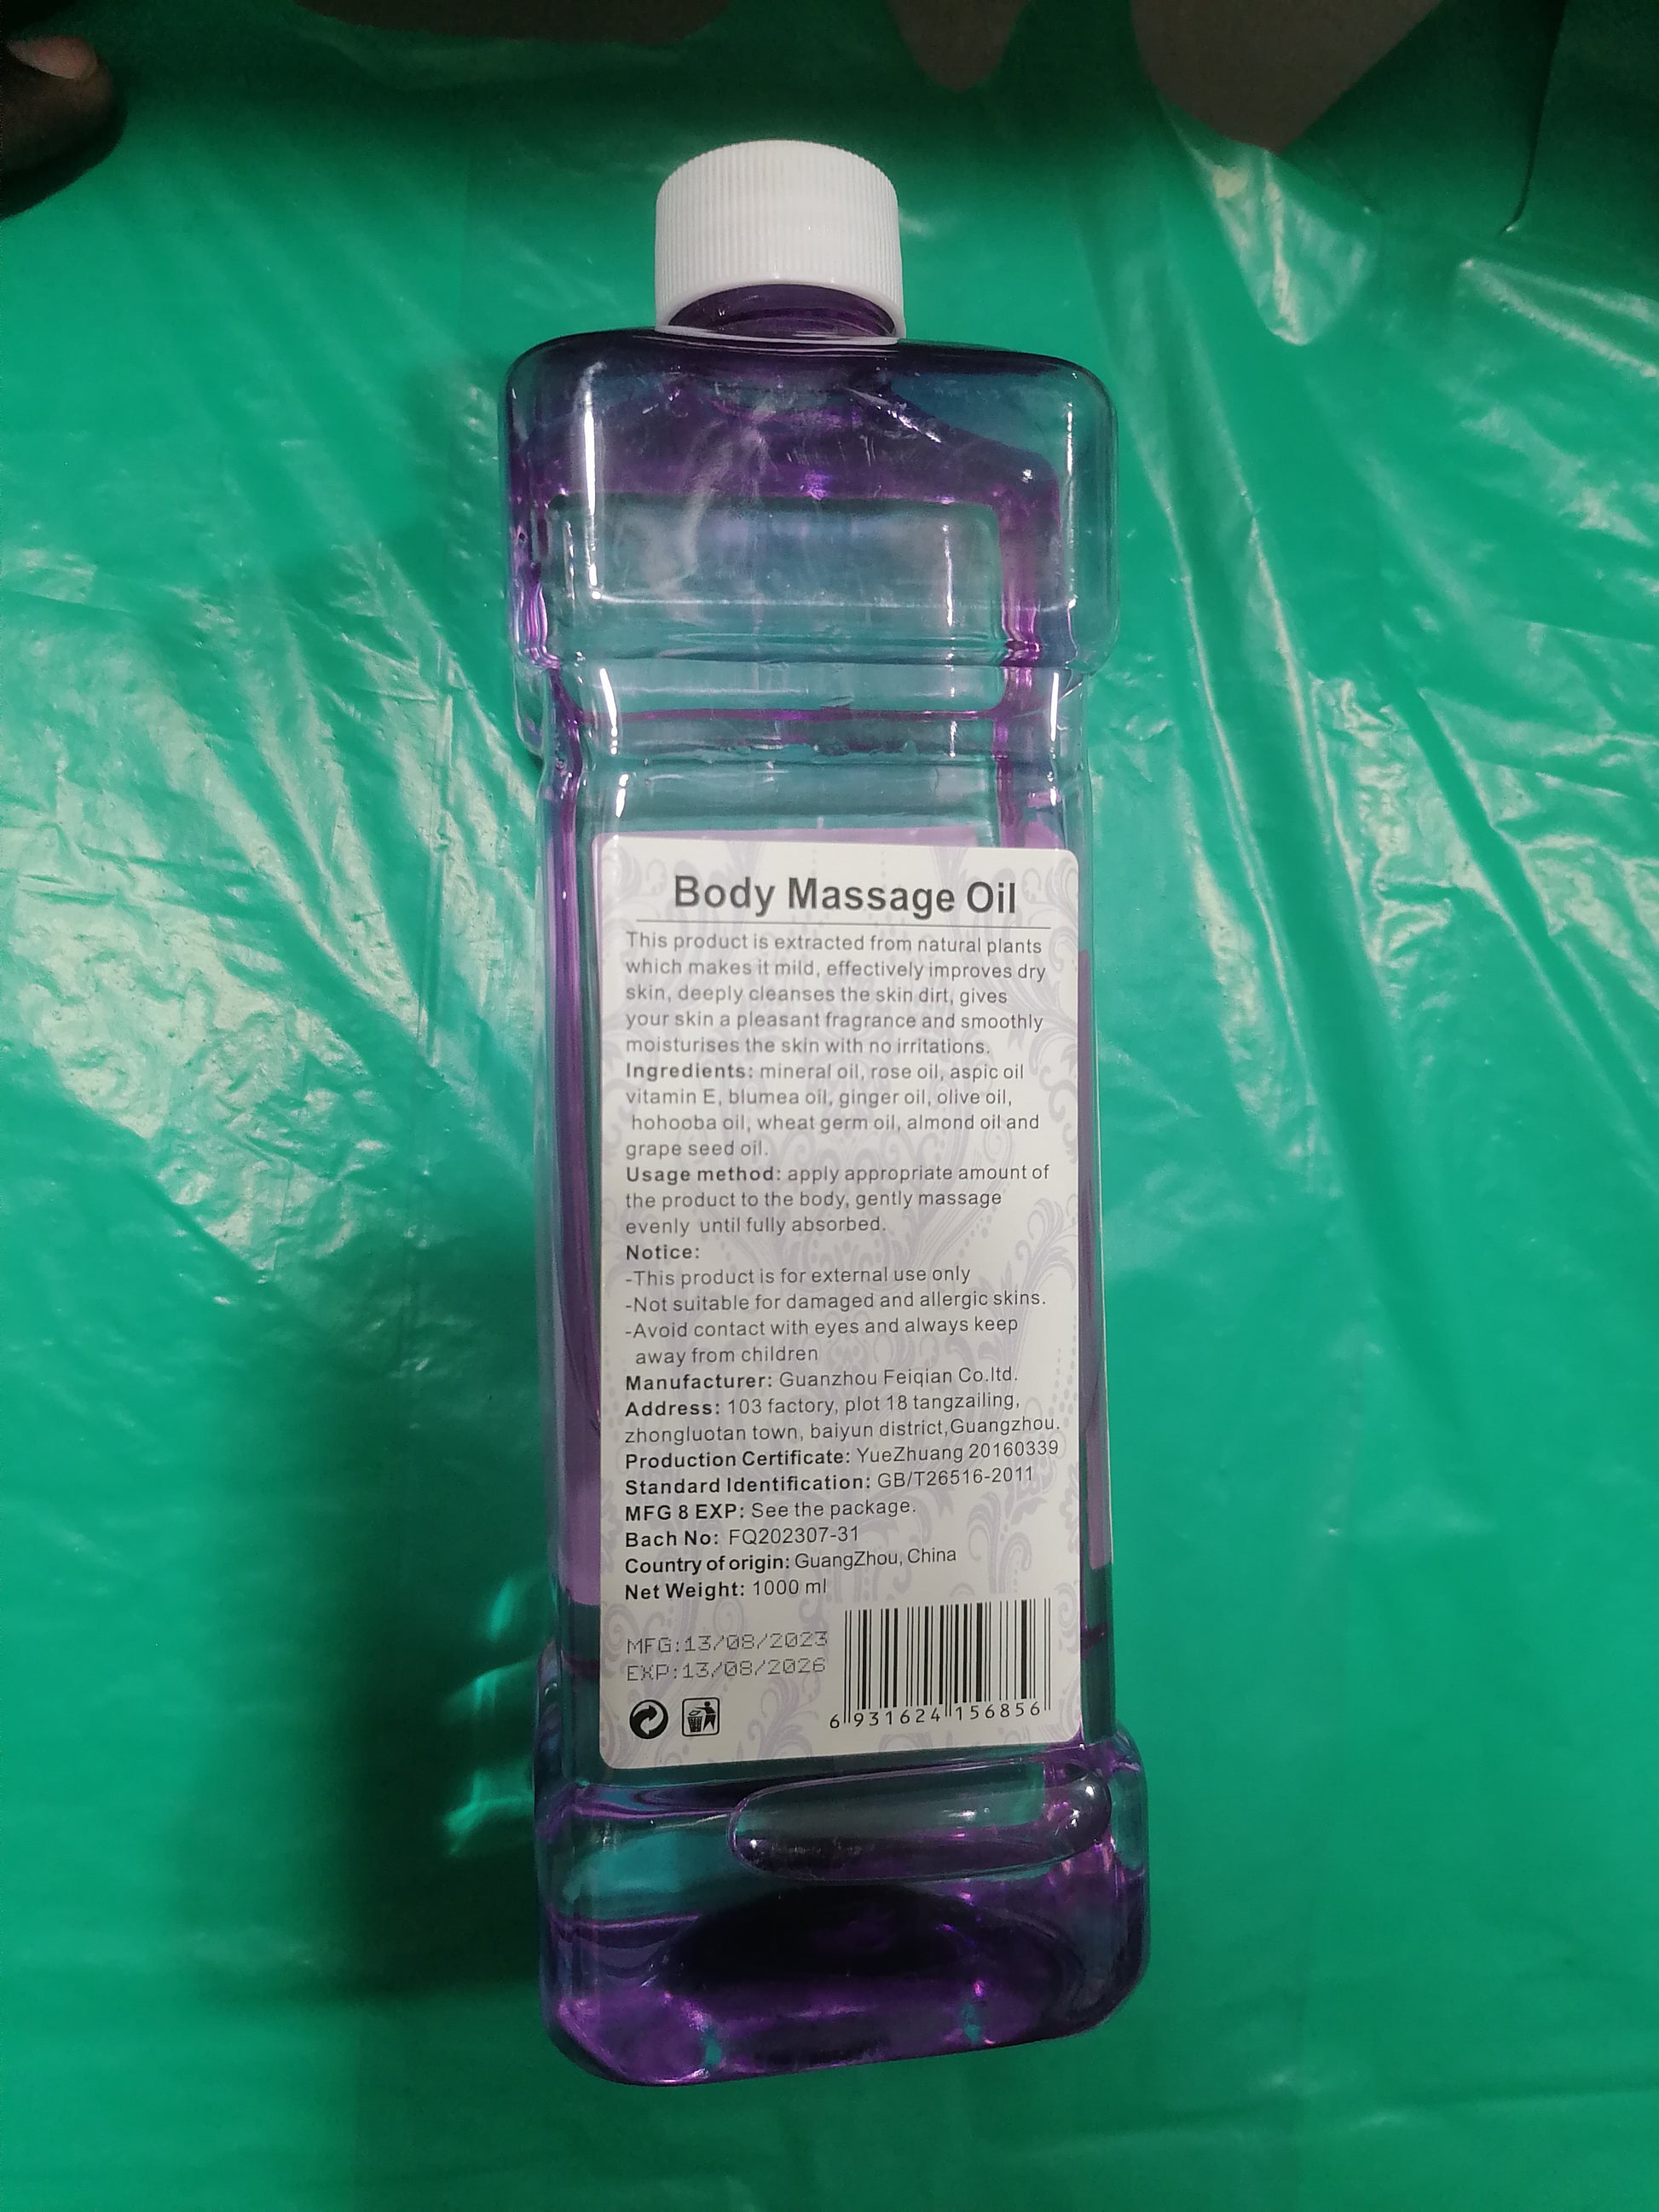 Body Massage Oil
This product is extracted from natural plants
which makes it mild, effectively improves dry
skin, deeply cleanses the skin dirt, gives
your skin a pleasant fragrance and smoothly
moisturises the skin with no irritations.
Ingredients: mineral oil, rose oil, aspic oil
vitamin E, blumea oil, ginger oil, olive oil,
hohooba oil, wheat germ oil, almond oil and
grape seed oil.
Usage method: apply appropriate amount of
the product to the body, gently massage
evenly until fully absorbed.
Notice:
-This product is for external use only
-Not suitable for damaged and allergic skins.
-Avoid contact with eyes and always keep
away from children
Manufacturer: Guanzhou Feiqian Co.ltd.
Address: 103 factory, plot 18 tangzailing,
zhongluotan town, baiyun district,Guangzhou.
Production Certificate: YueZhuang 20160339
Standard Identification: GB/T26516-2011
MFG 8 EXP: See the package.
Bach No: FQ202307-31
Country of origin: GuangZhou, China
Net Weight: 1000 ml
MFG:13/08/2023
EXP:13/08/2026
6 931624 156856